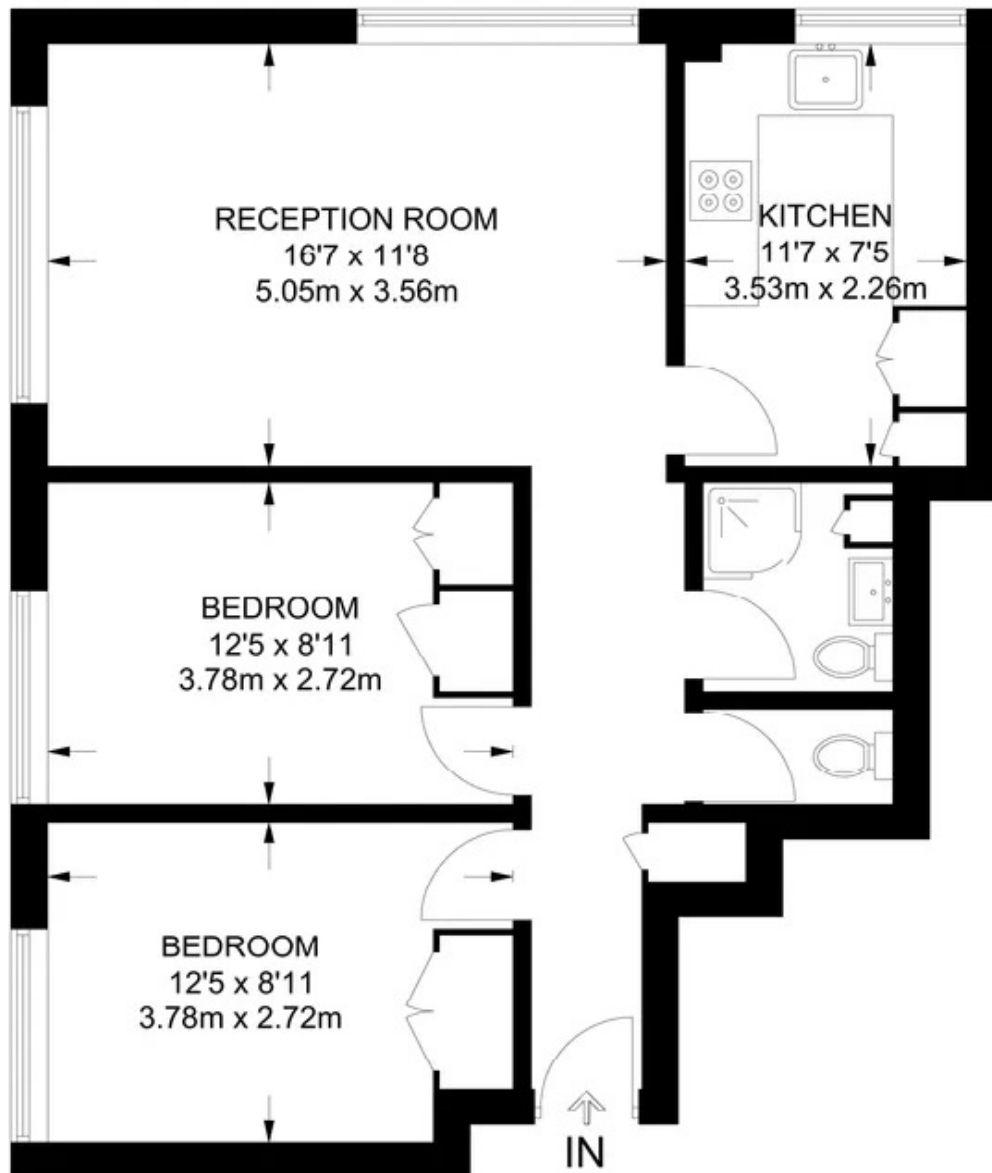 RECEPTION ROOM
16'7 x 11'8
5.05m x 3.56m
KITCHEN
11'7 x 7'5
3.53m x 2.26m
BEDROOM
12'5 x 8'11
3.78m x 2.72m
BEDROOM
12'5 x 8'11
3.78m x 2.72m
IN